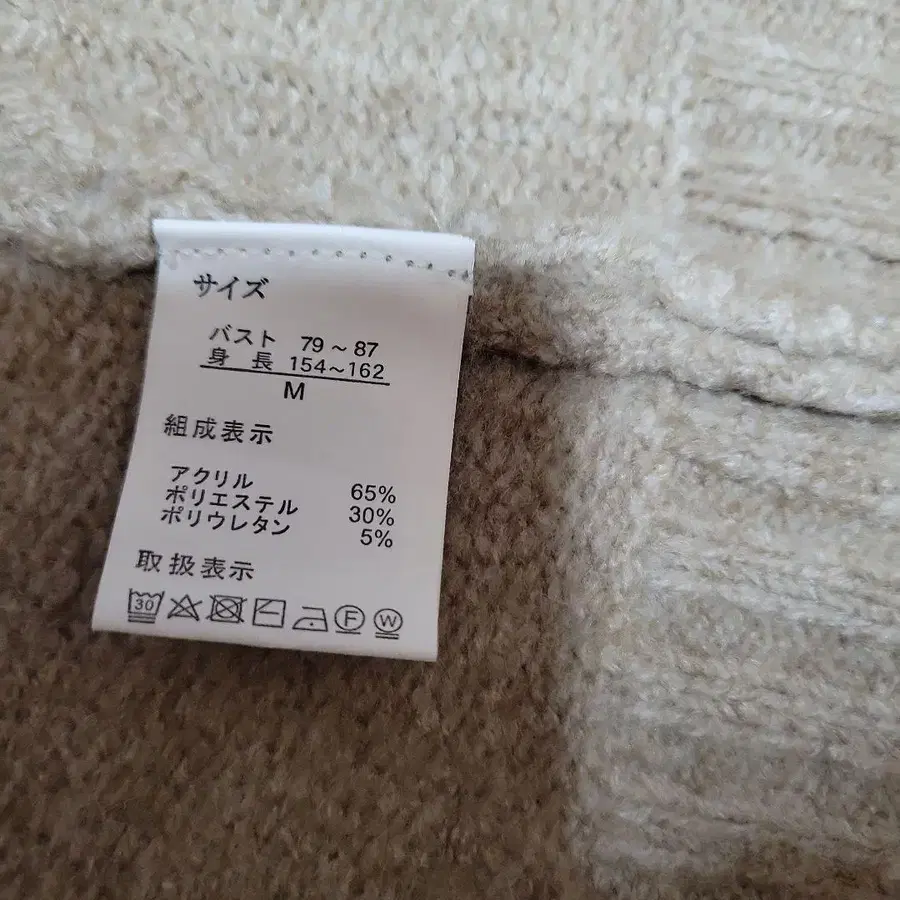 サイズ
バスト 79～87
身長 154～162
M
組成表示
アクリル 65%
ポリエステル 30%
ポリウレタン 5%
取扱表示
30 F W